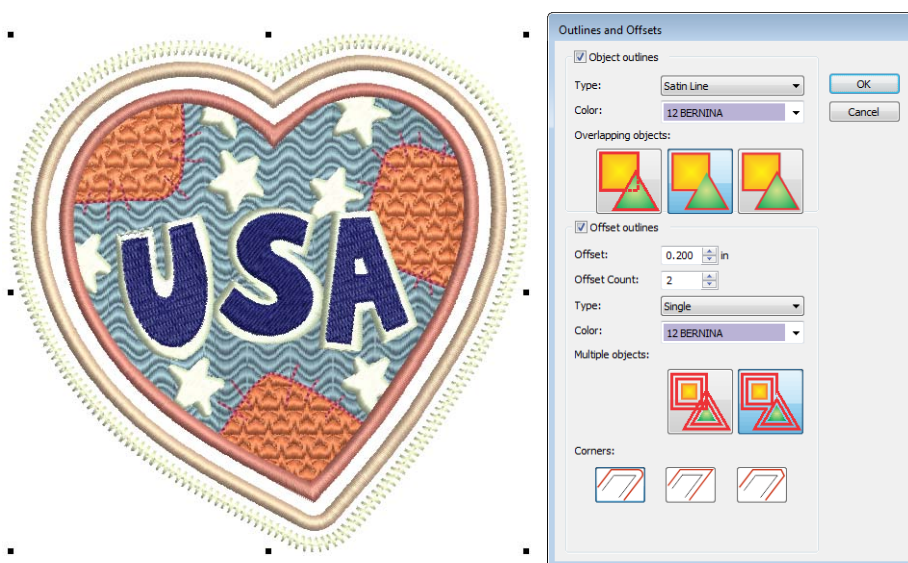 USA
Outlines and Offsets
Object outlines
OK
Type:
Satin Line
Color:
12 BERNINA
Cancel
Overlapping objects:
Offset outlines
Offset:
0.200
in
Offset Count:
2
Type:
Single
Color:
12 BERNINA
Multiple objects:
Corners: